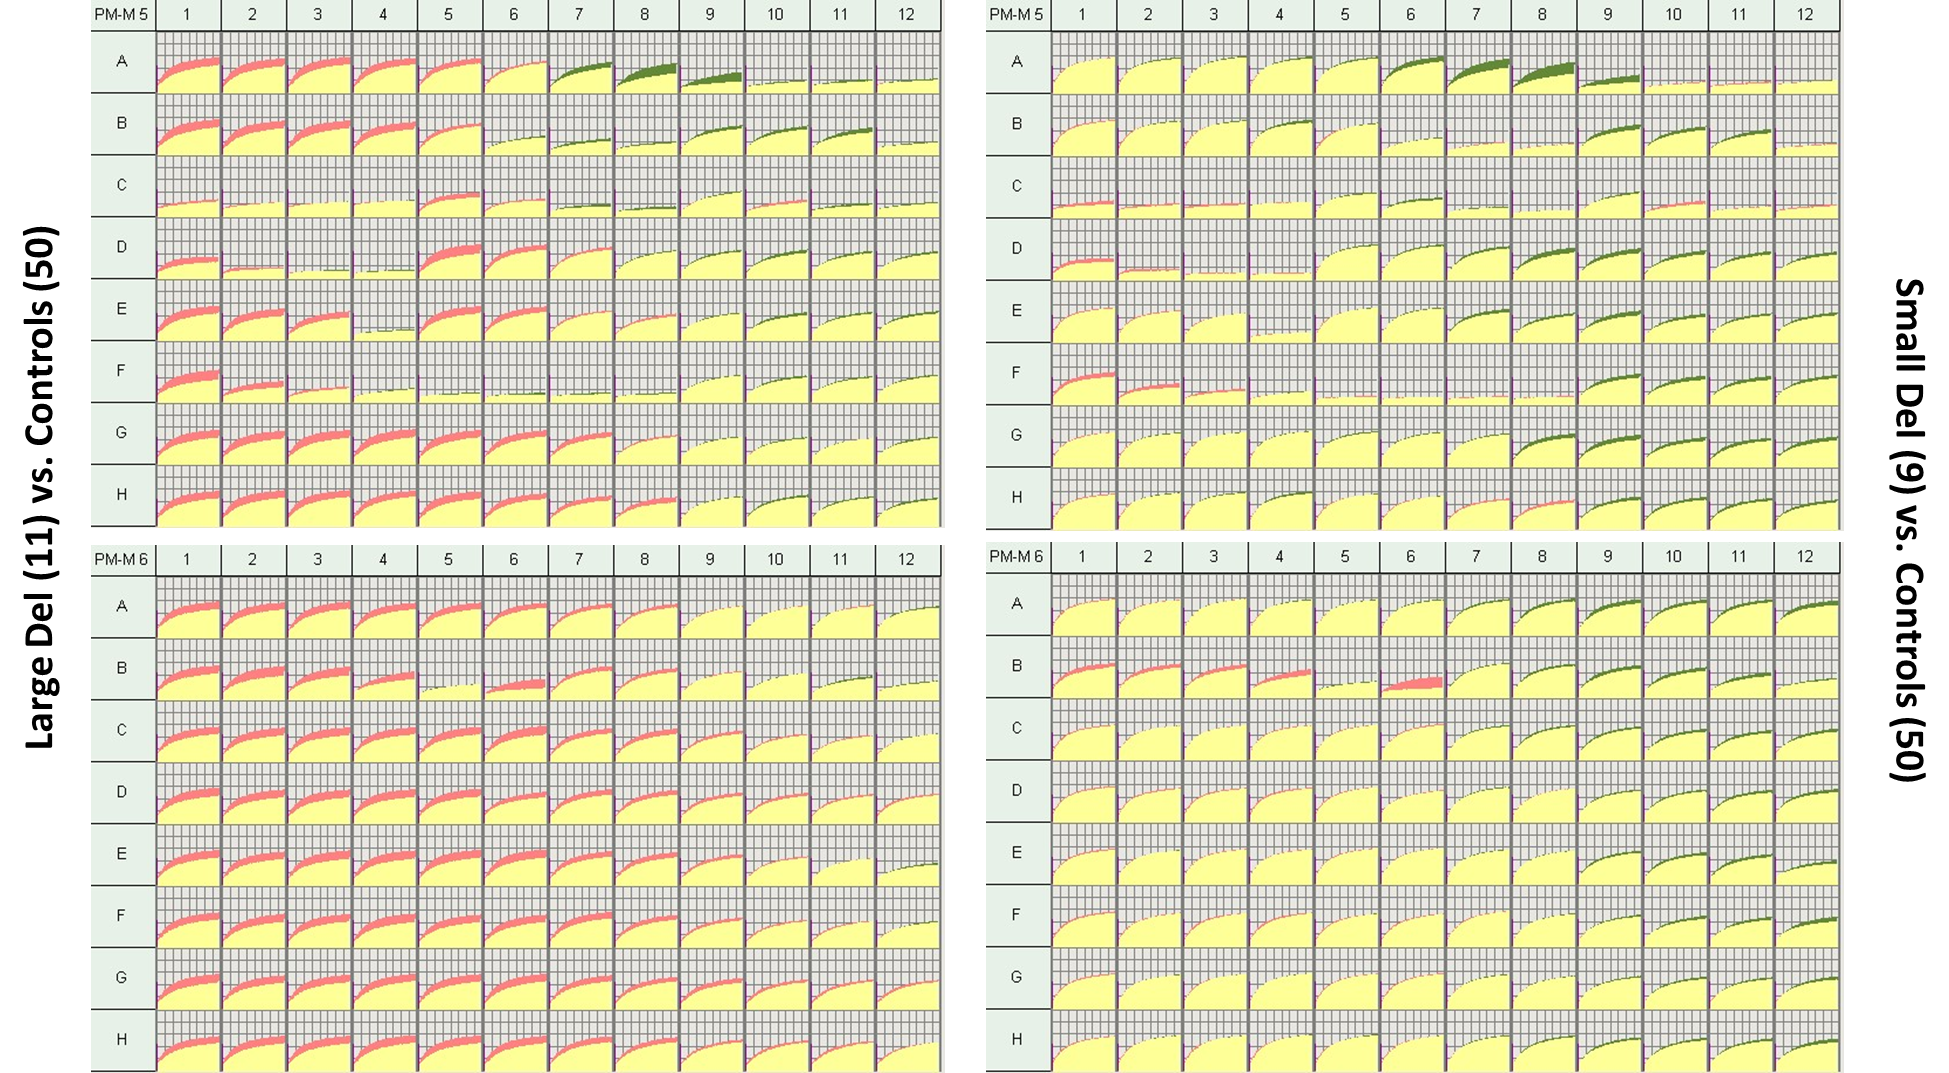 Large Del (11) vs. Controls (50)
PM-M 5 1 2 3 4 5 6 7 8 9 10 11 12
A
B
C
D
E
F
G
H
PM-M 6 1 2 3 4 5 6 7 8 9 10 11 12
A
B
C
D
E
F
G
H
PM-M 5 1 2 3 4 5 6 7 8 9 10 11 12
A
B
C
D
E
F
G
H
PM-M 6 1 2 3 4 5 6 7 8 9 10 11 12
A
B
C
D
E
F
G
H
Small Del (9) vs. Controls (50)